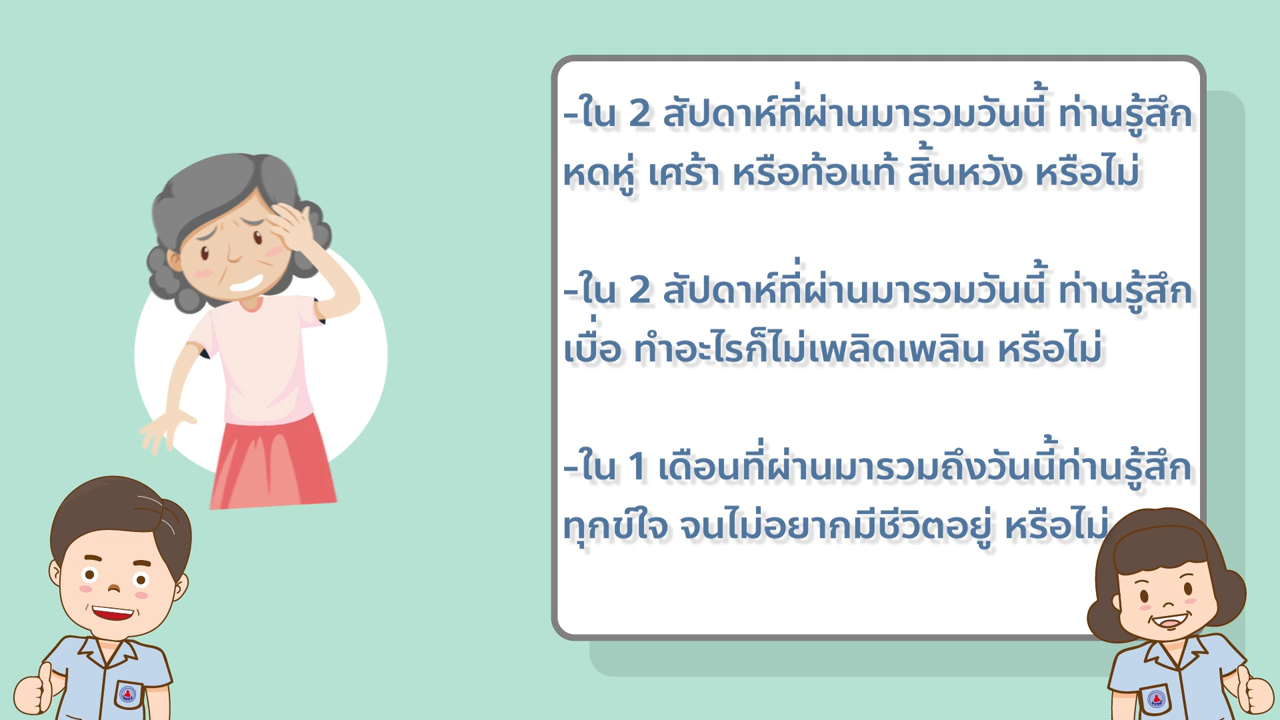 -ใน 2 สัปดาห์ที่ผ่านมารวมวันนี้ ท่านรู้สึก
หดหู่ เศร้า หรือท้อแท้ สิ้นหวัง หรือไม่
-ใน 2 สัปดาห์ที่ผ่านมารวมวันนี้ ท่านรู้สึก
เบื่อ ทำอะไรก็ไม่เพลิดเพลิน หรือไม่
-ใน 1 เดือนที่ผ่านมารวมถึงวันนี้ท่านรู้สึก
ทุกข์ใจ จนไม่อยากมีชีวิตอยู่ หรือไม่